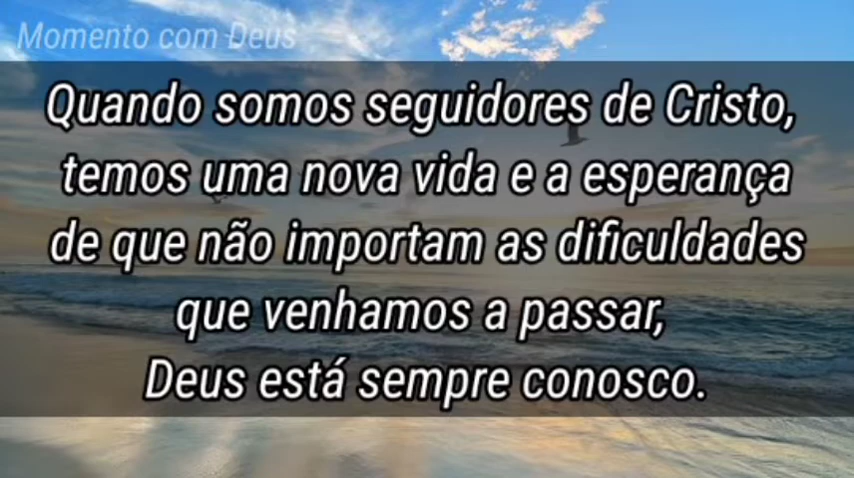 Momento com Deus
Quando somos seguidores de Cristo,
temos uma nova vida e a esperança
de que não importam as dificuldades
que venhamos a passar,
Deus está sempre conosco.